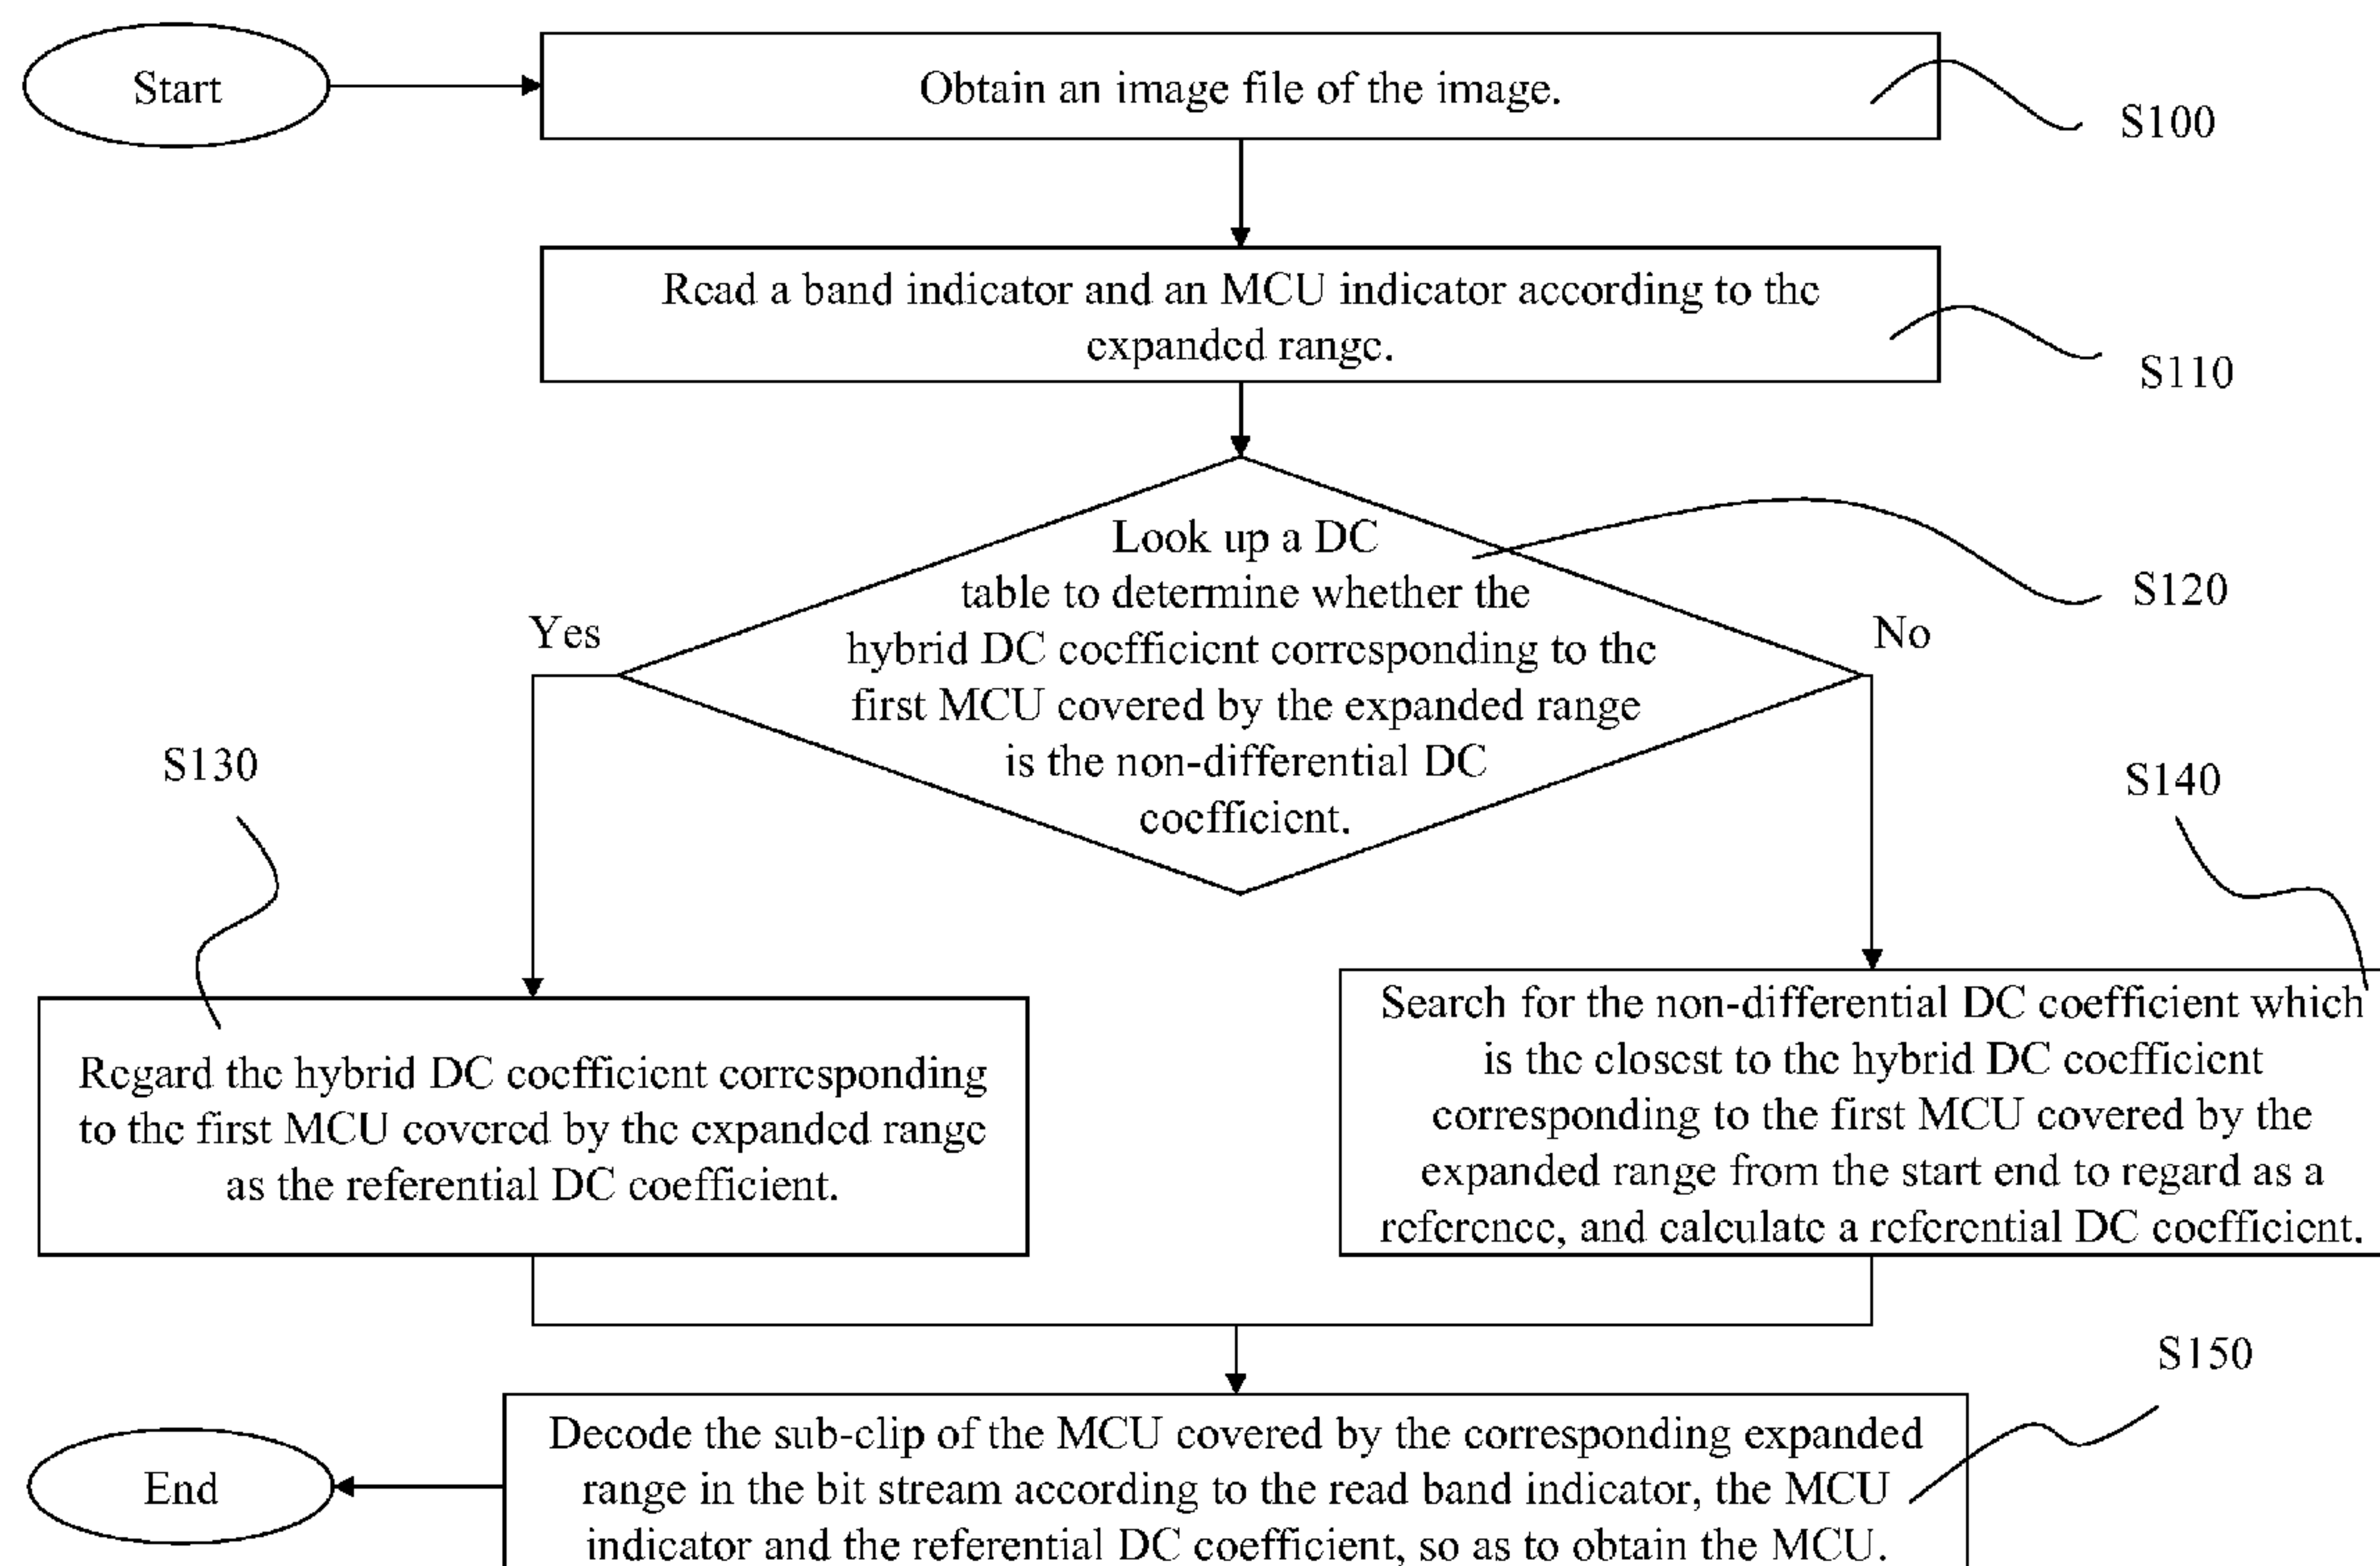 Start
Obtain an image file of the image.
S100
Read a band indicator and an MCU indicator according to the
expanded range.
S110
Look up a DC
table to determine whether the
hybrid DC coefficient corresponding to the
first MCU covered by the expanded range
is the non-differential DC
coefficient.
S120
Yes
No
S130
S140
Regard the hybrid DC coefficient corresponding
to the first MCU covered by the expanded range
as the referential DC coefficient.
Search for the non-differential DC coefficient which
is the closest to the hybrid DC coefficient
corresponding to the first MCU covered by the
expanded range from the start end to regard as a
reference, and calculate a referential DC coefficient.
S150
Decode the sub-clip of the MCU covered by the corresponding expanded
range in the bit stream according to the read band indicator, the MCU
indicator and the referential DC coefficient, so as to obtain the MCU.
End